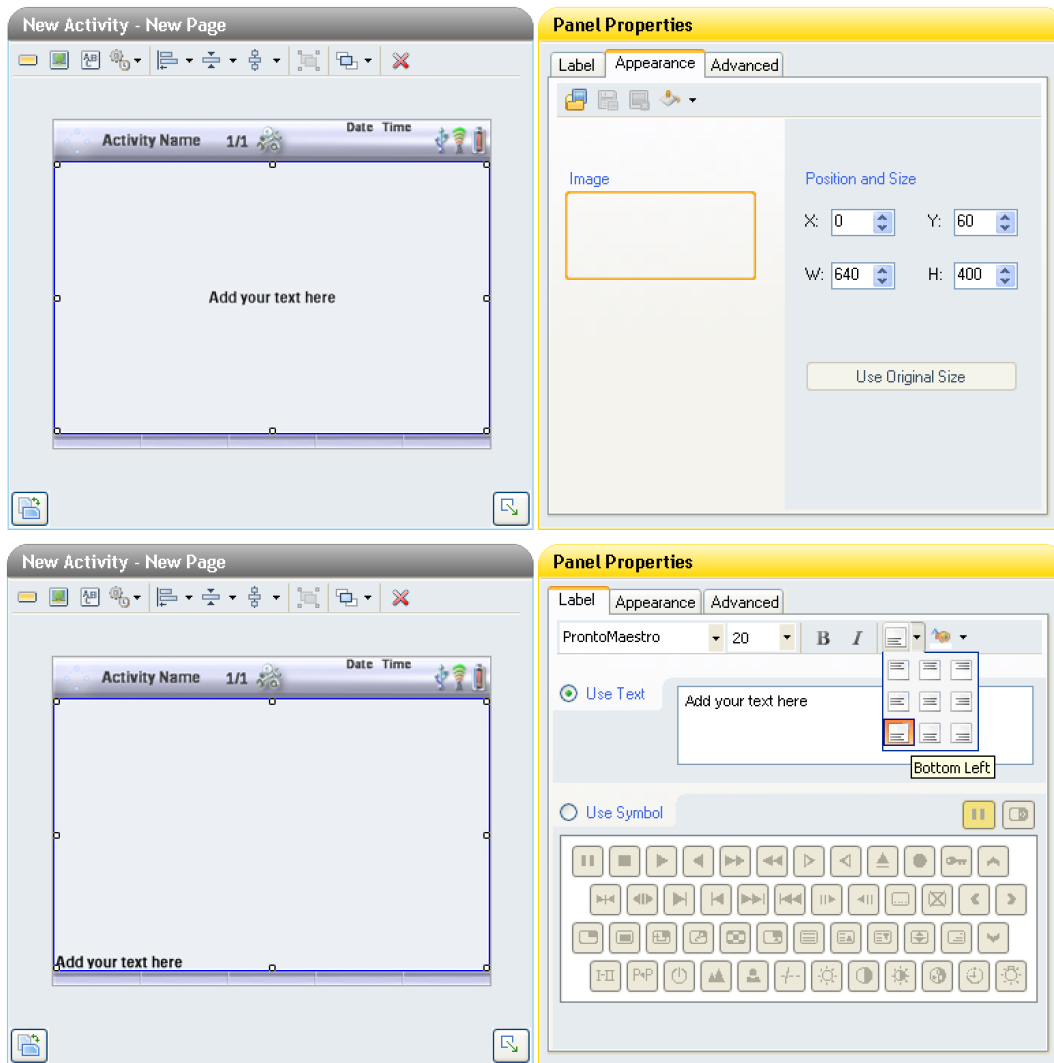 New Activity - New Page
Activity Name 1/1 Date Time
Add your text here
Panel Properties
Label Appearance Advanced
Image
Position and Size
X: 0 Y: 60
W: 640 H: 400
Use Original Size
New Activity - New Page
Activity Name 1/1 Date Time
Add your text here
Panel Properties
Label Appearance Advanced
ProntoMaestro 20 B I
Use Text
Add your text here
Bottom Left
Use Symbol
I-II P•P